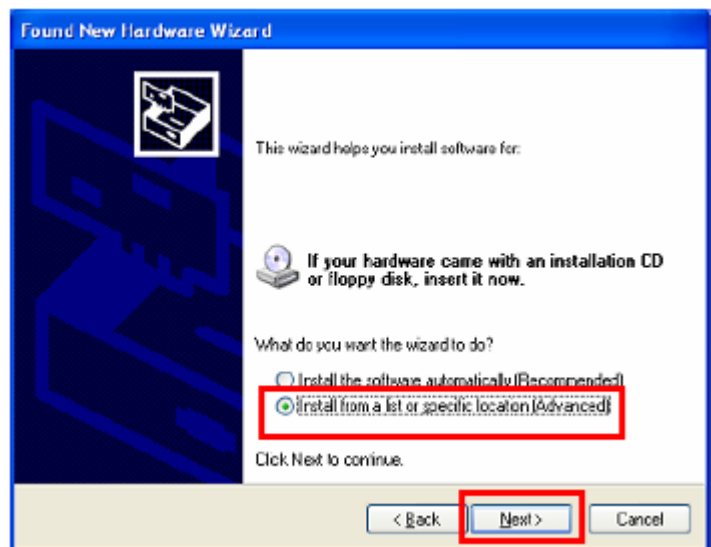 Found New Hardware Wizard
This wizard helps you install software for:
If your hardware came with an installation CD
or floppy disk, insert it now.
What do you want the wizard to do?
Install the software automatically (Recommended)
Install from a list or specific location (Advanced)
Click Next to continue.
< Back
Next >
Cancel